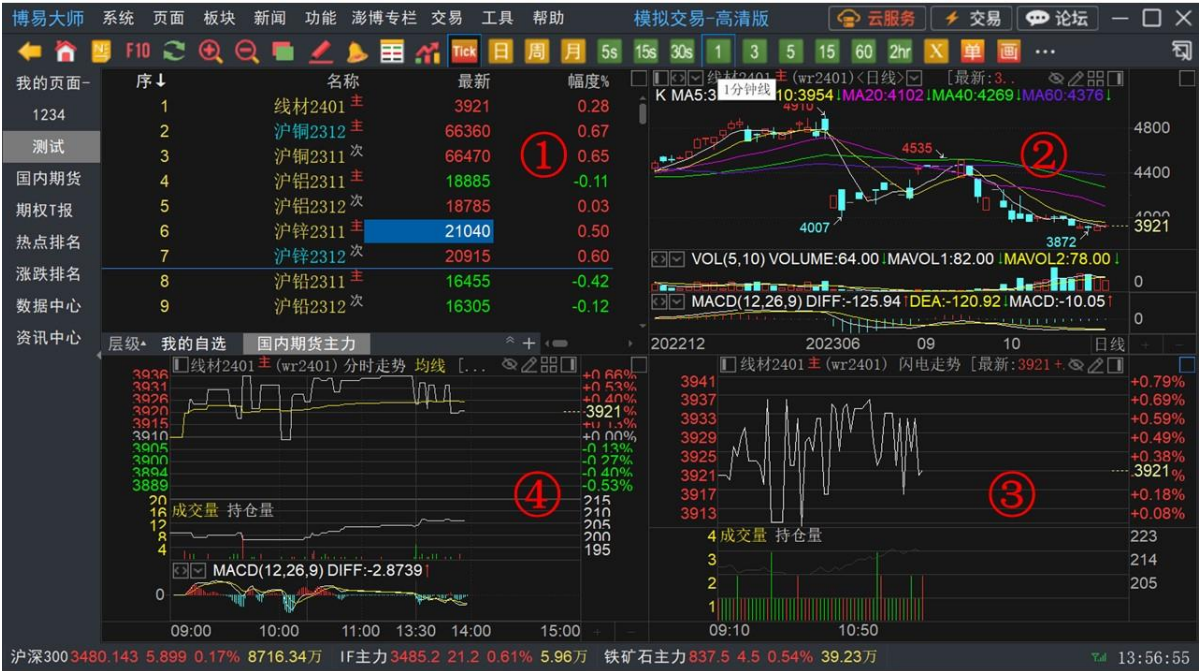 博易大师 系统 页面 板块 新闻 功能 澎博专栏 交易 工具 帮助 模拟交易-高清版 云服务 交易 论坛
NE F10 Tick 日 周 月 5s 15s 30s 1 3 5 15 60 2hr X 单 画 ...
1分钟线
我的页面-
1234
测试
国内期货
期权T报
热点排名
涨跌排名
数据中心
资讯中心
序↓ 名称 最新 幅度%
1 线材2401主 3921 0.28
2 沪铜2312主 66360 0.67
3 沪铜2311次 66470 0.65
4 沪铝2311主 18885 -0.11
5 沪铝2312次 18785 0.03
6 沪锌2311主 21040 0.50
7 沪锌2312次 20915 0.60
8 沪铅2311主 16455 -0.42
9 沪铅2312次 16305 -0.12
①
层级 我的自选 国内期货主力
线材2401主(wr2401)<日线> [最新:3..
K MA5:3 10:3954↓MA20:4102↓MA40:4269↓MA60:4376↓
4910
4535
4007
3872
②
4800
4400
4000
3921
VOL(5,10) VOLUME:64.00↓MAVOL1:82.00↓MAVOL2:78.00↓
0
MACD(12,26,9) DIFF:-125.94↑DEA:-120.92↓MACD:-10.05↑
0
202212 202306 09 10 日线
线材2401主(wr2401) 分时走势 均线 [...
3936 +0.66%
3931 +0.53%
3926 +0.40%
3920 3921
3915 +0.13%
3910 +0.00%
3905 -0.13%
3900 -0.27%
3894 -0.40%
3889 -0.53%
④
成交量 持仓量
20 215
16 210
12 205
8 200
4 195
MACD(12,26,9) DIFF:-2.8739↑
0
09:00 10:00 11:00 13:30 14:00 15:00
线材2401主(wr2401) 闪电走势 [最新:3921+.
3941 +0.79%
3937 +0.69%
3933 +0.59%
3929 +0.49%
3925 +0.38%
3921 3921
3917 +0.18%
3913 +0.08%
③
成交量 持仓量
4 223
3 214
2 205
1
09:10 10:50
沪深300 3480.143 5.899 0.17% 8716.34万 IF主力 3485.2 21.2 0.61% 5.96万 铁矿石主力 837.5 4.5 0.54% 39.23万 13:56:55